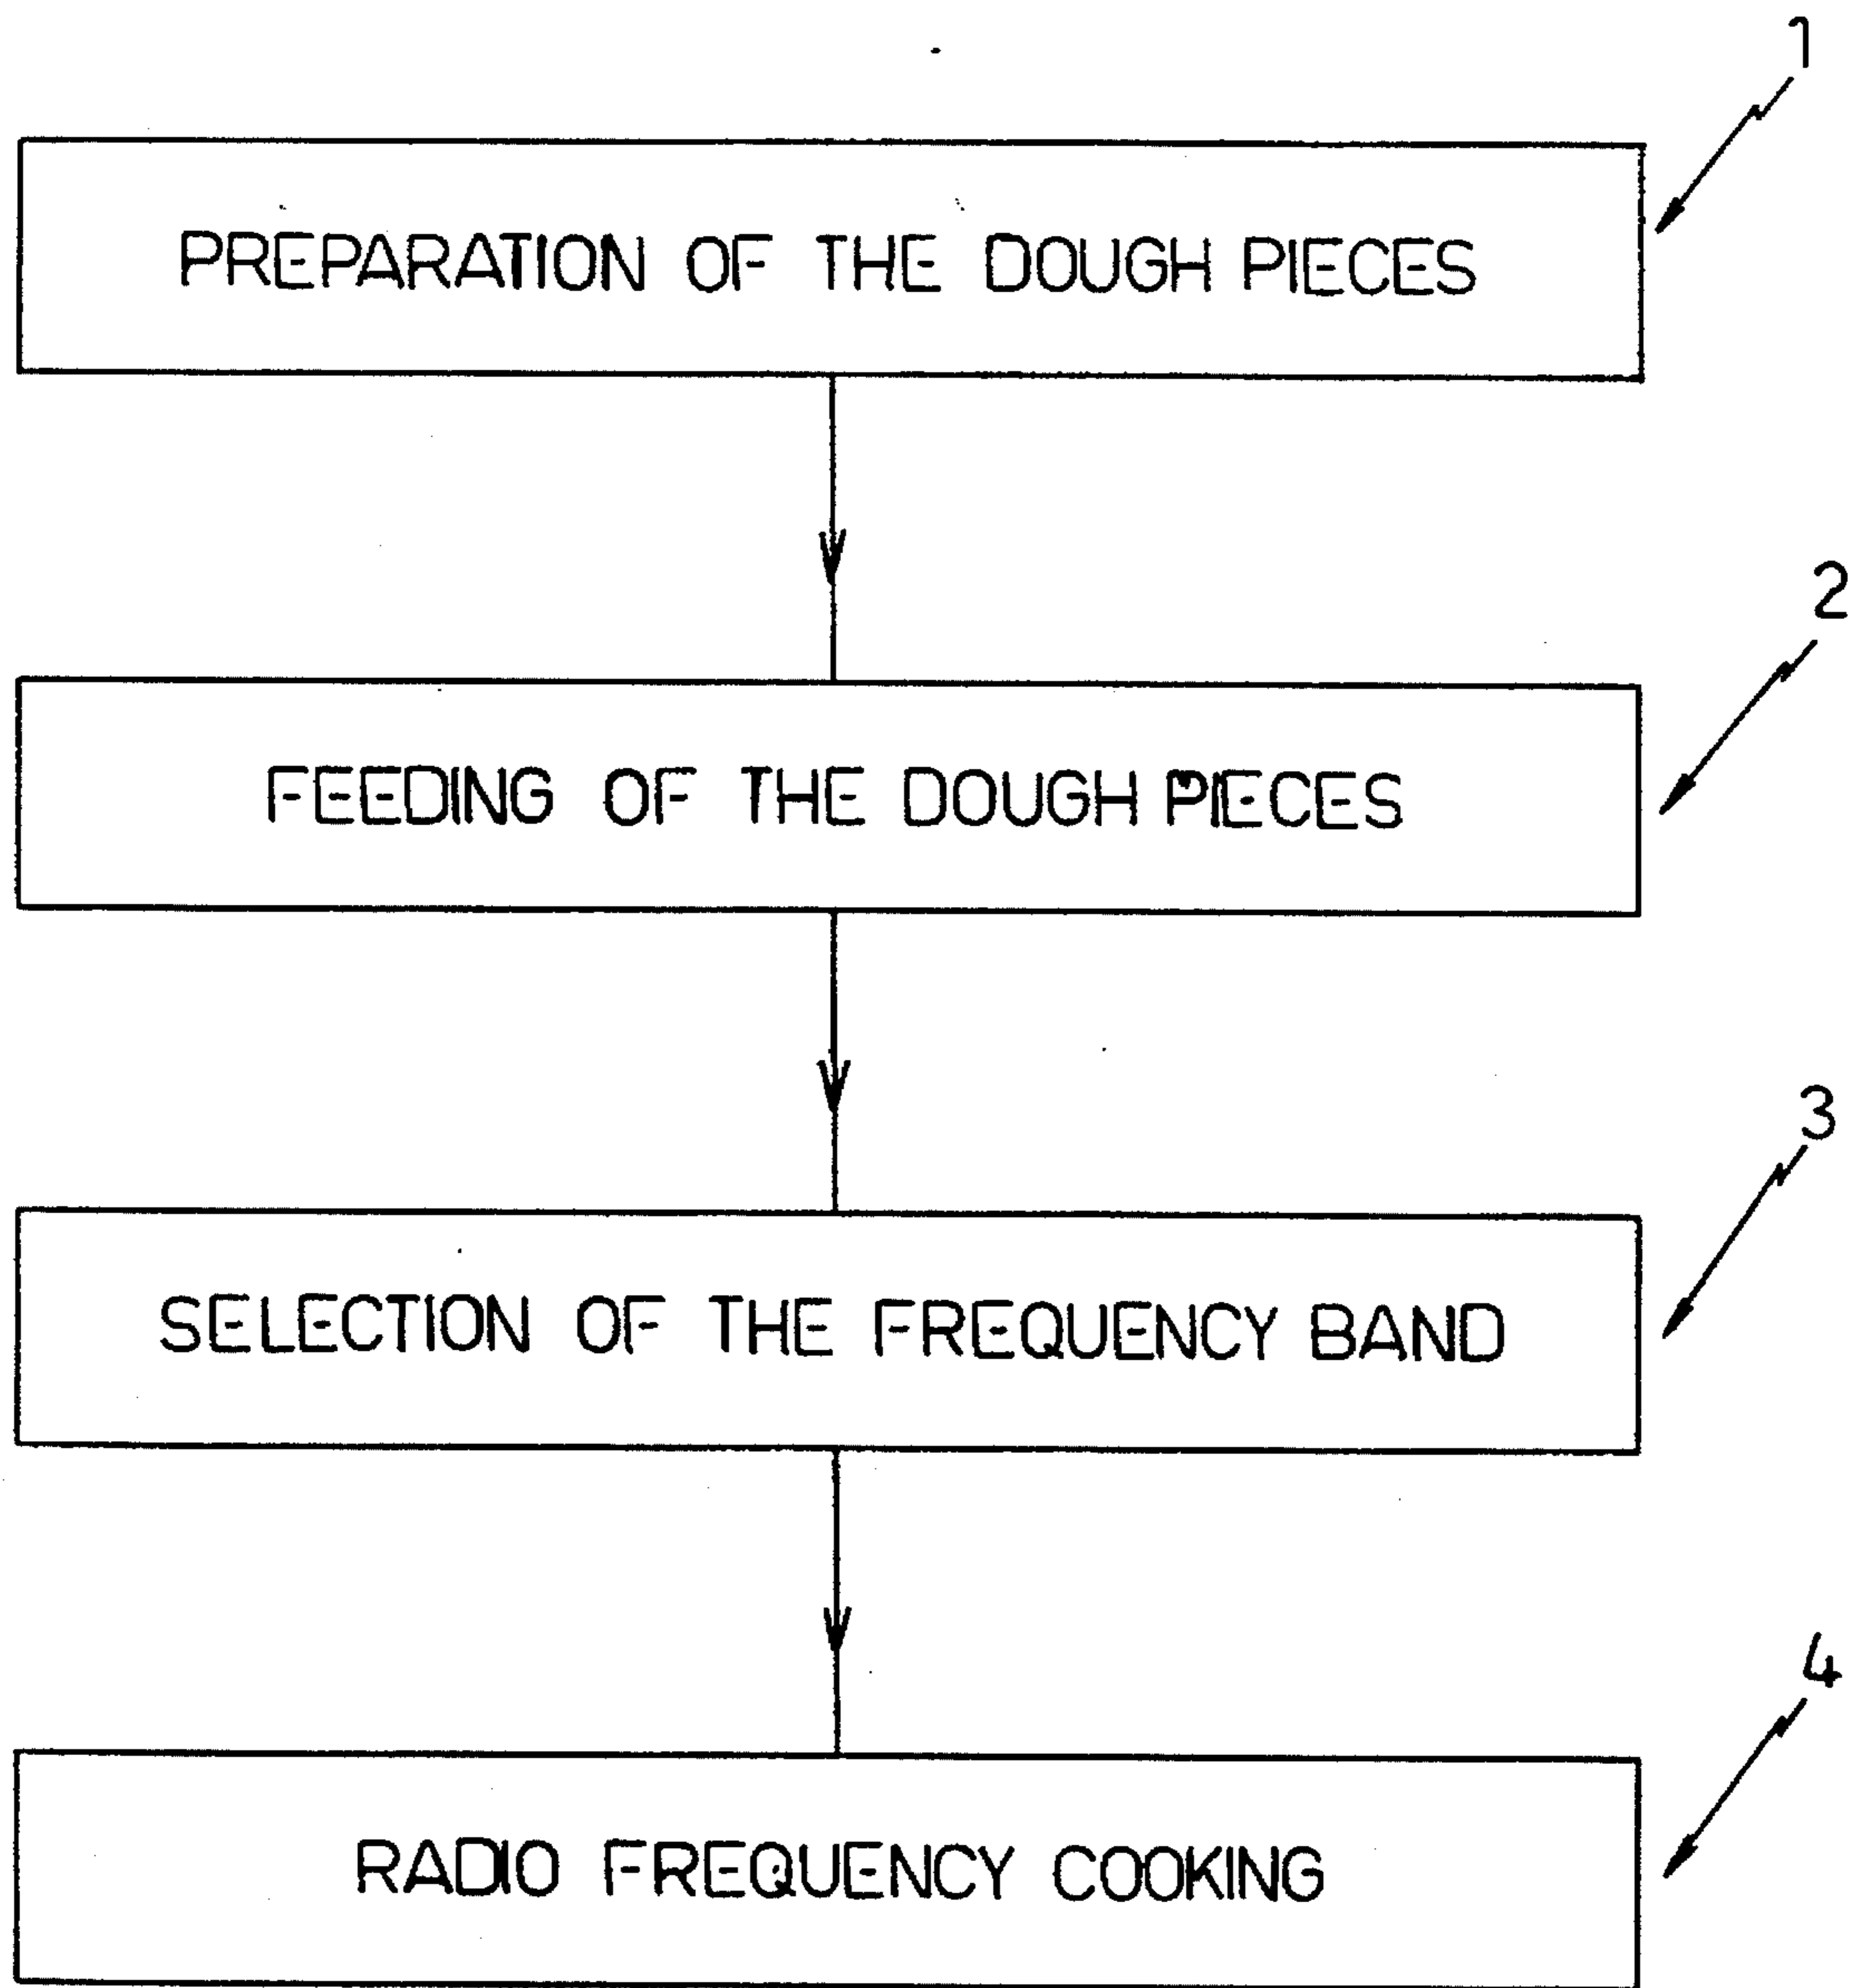 1
PREPARATION OF THE DOUGH PIECES
2
FEEDING OF THE DOUGH PIECES
3
SELECTION OF THE FREQUENCY BAND
4
RADIO FREQUENCY COOKING